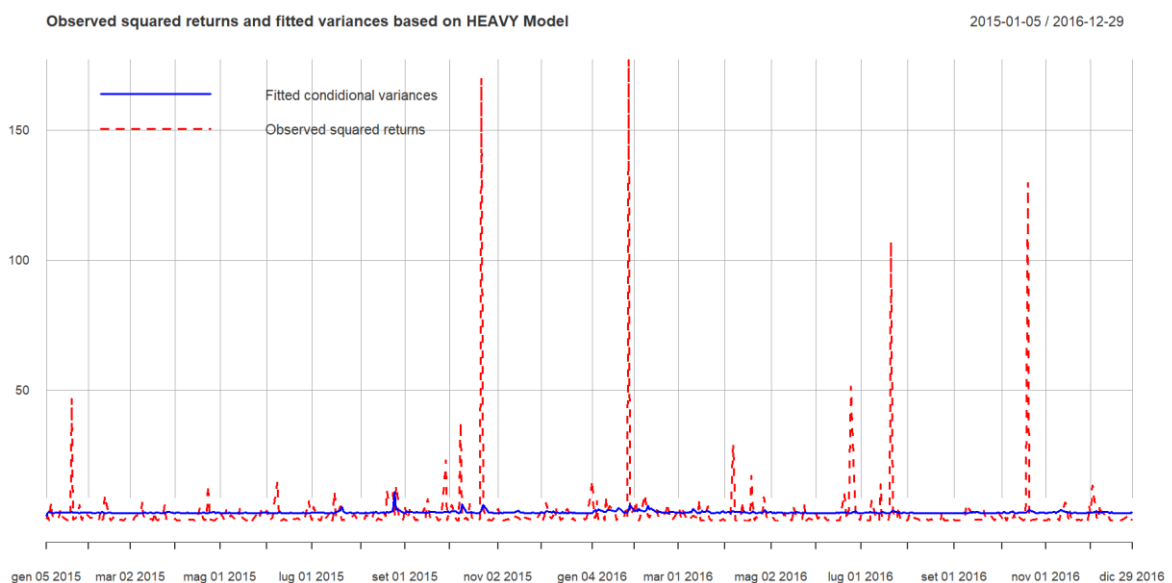 Observed squared returns and fitted variances based on HEAVY Model
2015-01-05 / 2016-12-29
Fitted condidional variances
Observed squared returns
150
100
50
gen 05 2015 mar 02 2015 mag 01 2015 lug 01 2015 set 01 2015 nov 02 2015 gen 04 2016 mar 01 2016 mag 02 2016 lug 01 2016 set 01 2016 nov 01 2016 dic 29 2016